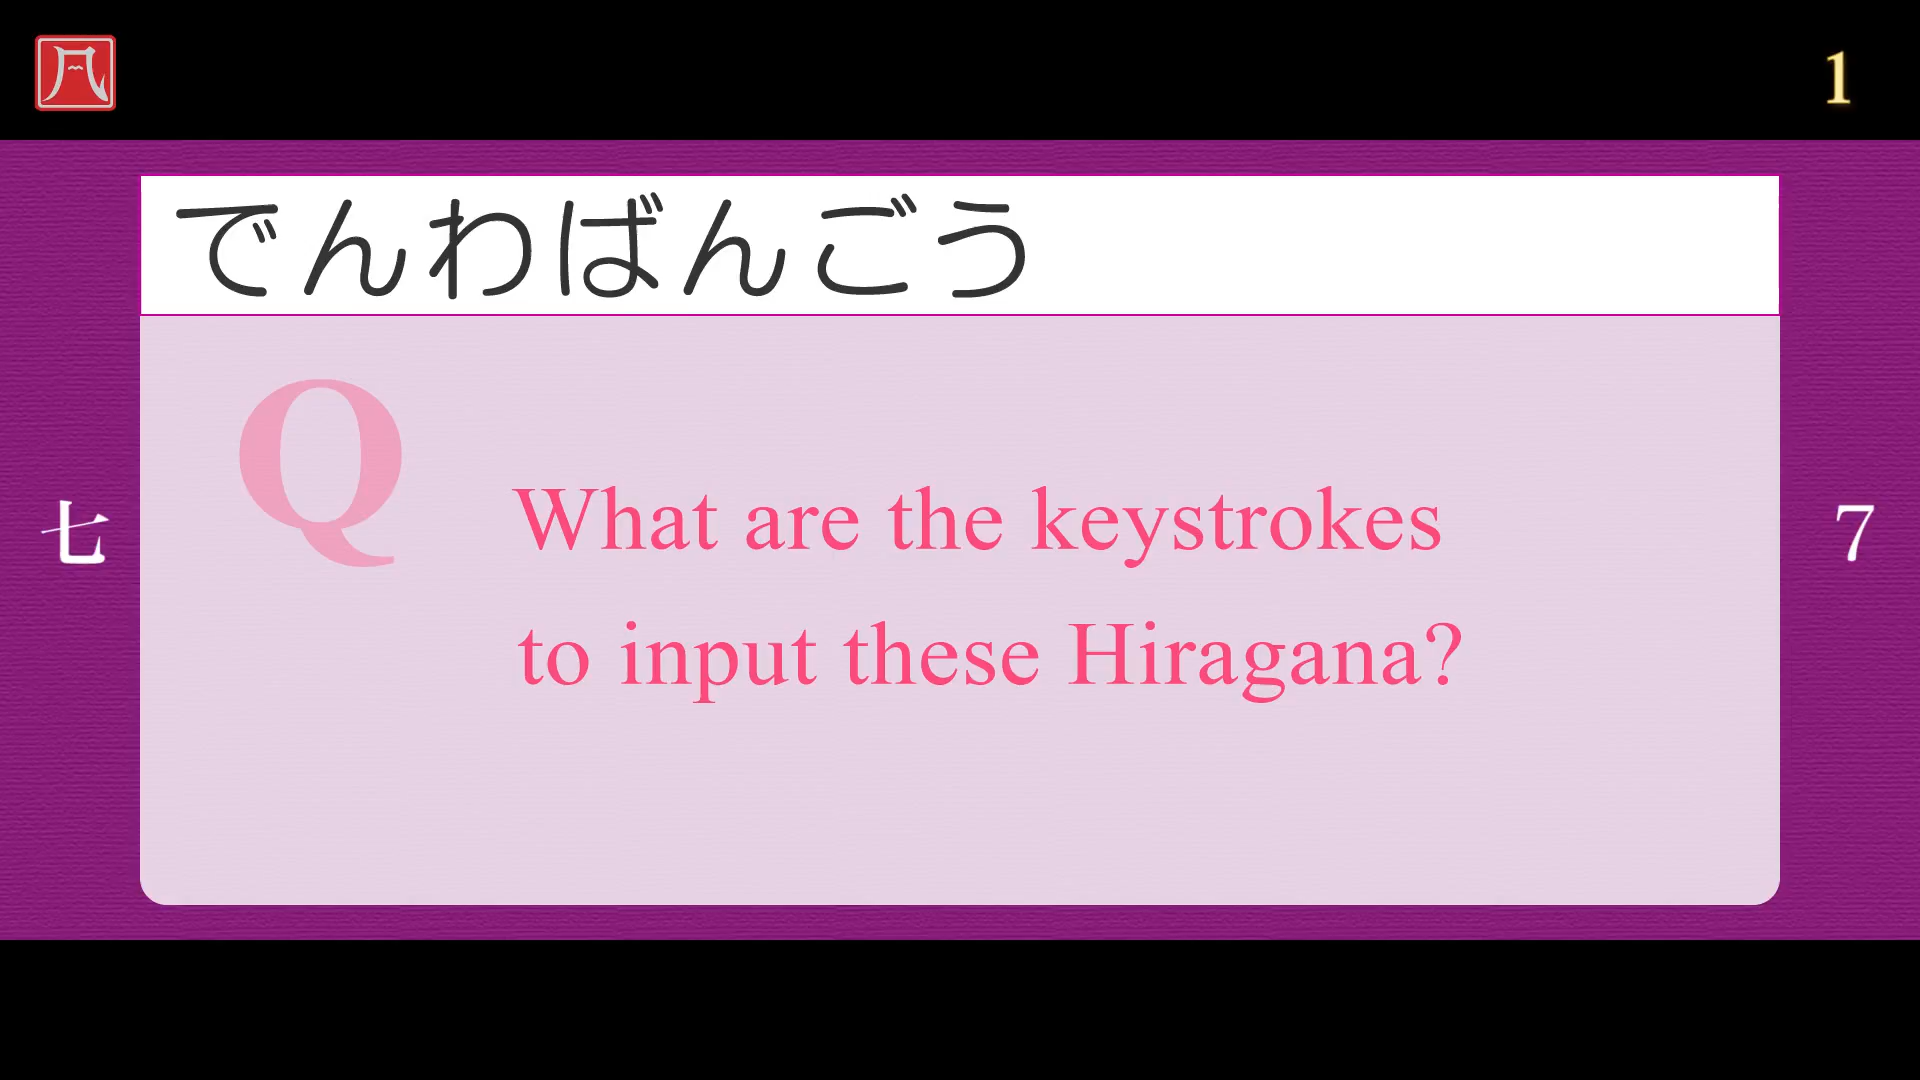 1
でんわばんごう
Q
What are the keystrokes
to input these Hiragana?
七
7